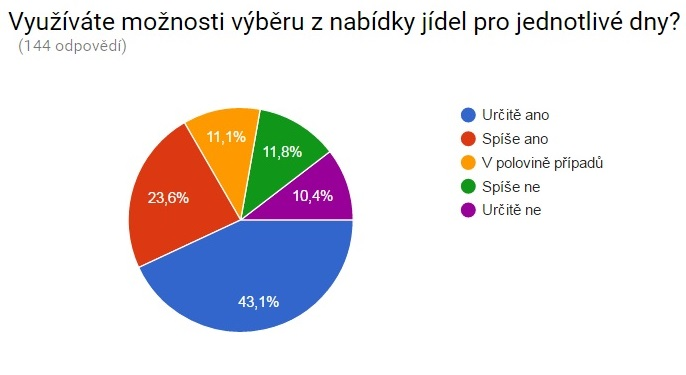 Využíváte možnosti výběru z nabídky jídel pro jednotlivé dny?
(144 odpovědí)
11,1%
11,8%
23,6%
10,4%
43,1%
Určitě ano
Spíše ano
V polovině případů
Spíše ne
Určitě ne